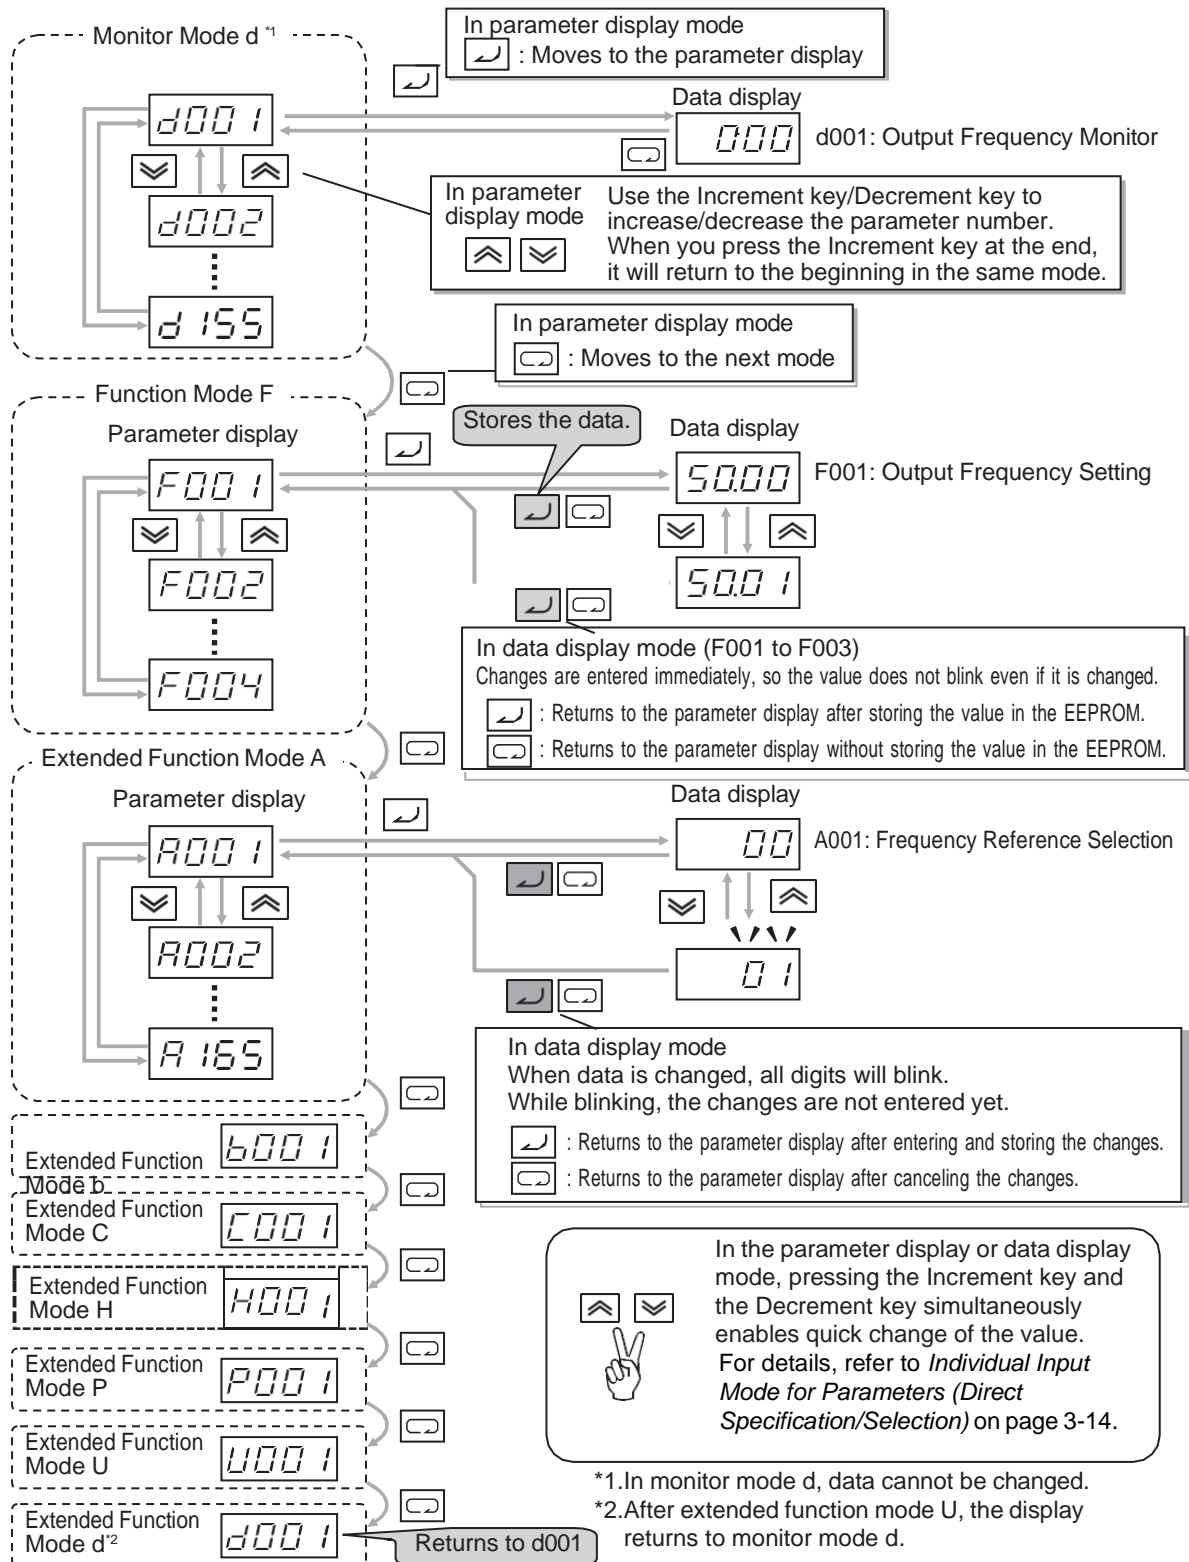 Monitor Mode d *1
In parameter display mode
: Moves to the parameter display
d001
Data display
0.00
d001: Output Frequency Monitor
d002
d155
In parameter
display mode
Use the Increment key/Decrement key to
increase/decrease the parameter number.
When you press the Increment key at the end,
it will return to the beginning in the same mode.
In parameter display mode
: Moves to the next mode
Function Mode F
Parameter display
Stores the data.
Data display
F001
50.00
F001: Output Frequency Setting
F002
50.01
F004
In data display mode (F001 to F003)
Changes are entered immediately, so the value does not blink even if it is changed.
: Returns to the parameter display after storing the value in the EEPROM.
: Returns to the parameter display without storing the value in the EEPROM.
Extended Function Mode A
Parameter display
Data display
A001
00
A001: Frequency Reference Selection
A002
01
A165
In data display mode
When data is changed, all digits will blink.
While blinking, the changes are not entered yet.
: Returns to the parameter display after entering and storing the changes.
: Returns to the parameter display after canceling the changes.
Extended Function
Mode b
b001
Extended Function
Mode C
C001
Extended Function
Mode H
H001
Extended Function
Mode P
P001
Extended Function
Mode U
U001
Extended Function
Mode d*2
d001
Returns to d001
In the parameter display or data display
mode, pressing the Increment key and
the Decrement key simultaneously
enables quick change of the value.
For details, refer to Individual Input
Mode for Parameters (Direct
Specification/Selection) on page 3-14.
*1.In monitor mode d, data cannot be changed.
*2.After extended function mode U, the display
returns to monitor mode d.